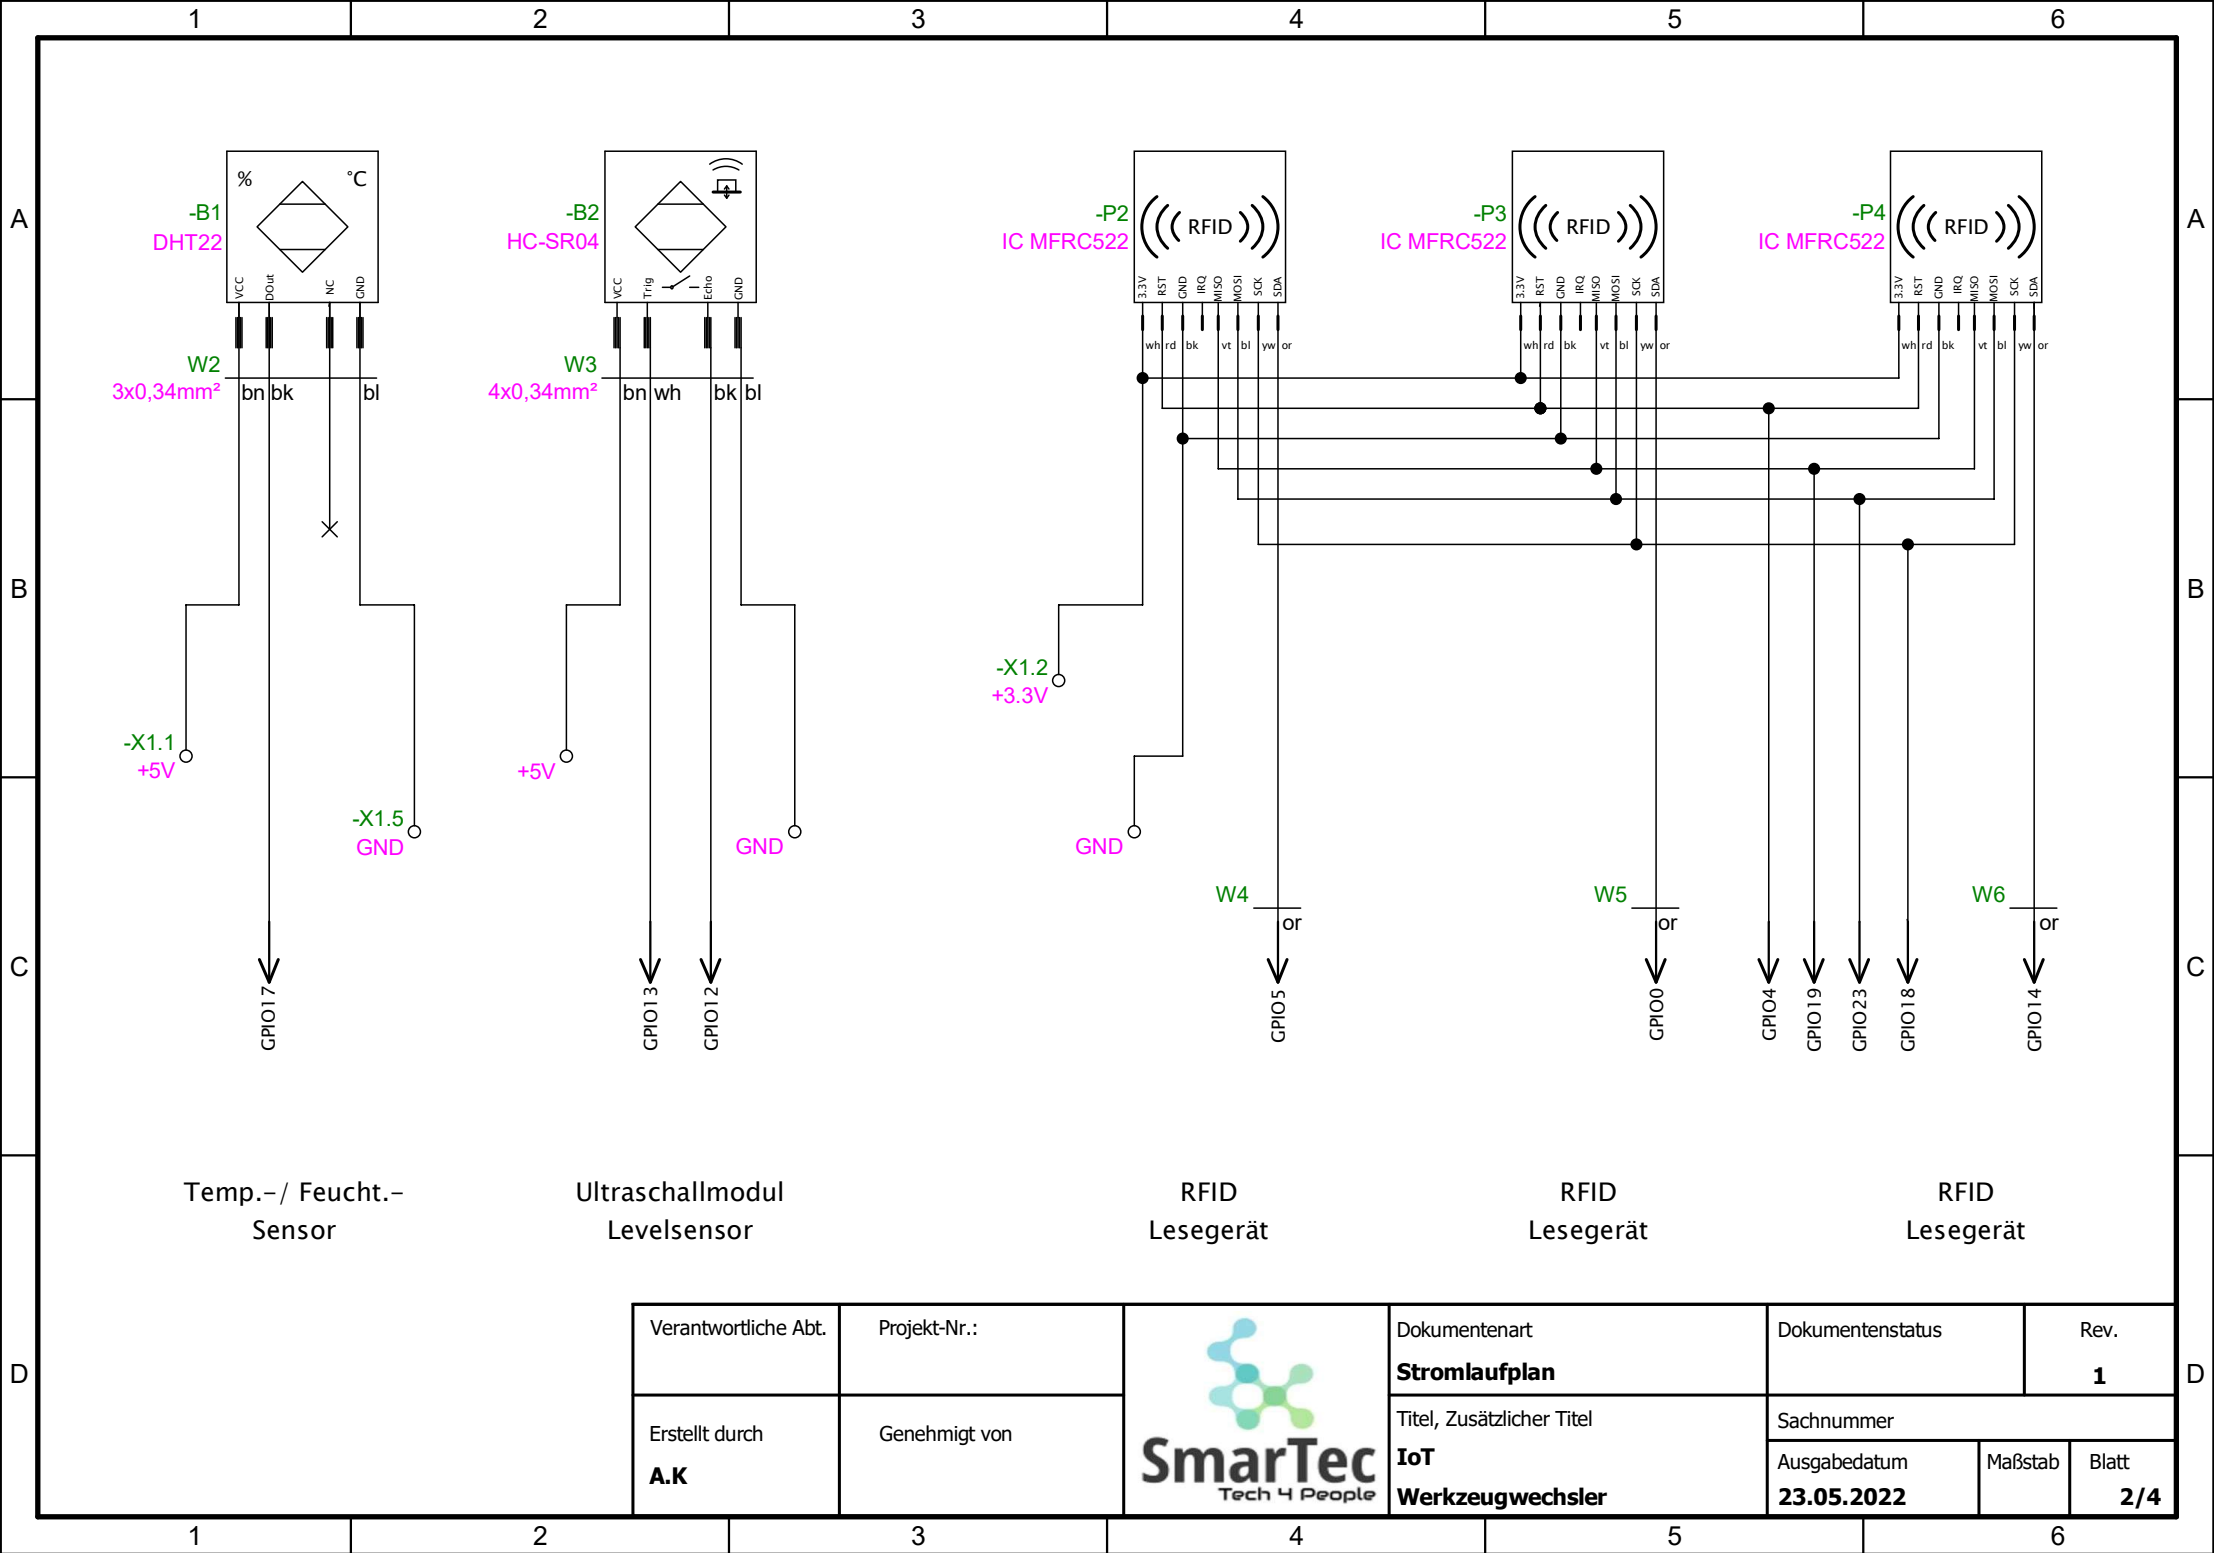 1 2 3 4 5 6
A A
% °C
-B1
DHT22
VCC DOut NC GND
W2
3x0,34mm² bn bk bl
-B2
HC-SR04
VCC Trig Echo GND
W3
4x0,34mm² bn wh bk bl
-P2
IC MFRC522
RFID
3.3V RST GND IRQ MISO MOSI SCK SDA
wh rd bk vt bl yw or
-P3
IC MFRC522
RFID
3.3V RST GND IRQ MISO MOSI SCK SDA
wh rd bk vt bl yw or
-P4
IC MFRC522
RFID
3.3V RST GND IRQ MISO MOSI SCK SDA
wh rd bk vt bl yw or
B B
-X1.1
+5V
-X1.5
GND
+5V
GND
-X1.2
+3.3V
GND
W4
or
W5
or
W6
or
C C
GPIO17
GPIO13
GPIO12
GPIO5
GPIO0
GPIO4
GPIO19
GPIO23
GPIO18
GPIO14
Temp.-/ Feucht.-
Sensor
Ultraschallmodul
Levelsensor
RFID
Lesegerät
RFID
Lesegerät
RFID
Lesegerät
D D
Verantwortliche Abt.
Projekt-Nr.:
Erstellt durch
A.K
Genehmigt von
SmarTec
Tech 4 People
Dokumentenart
Stromlaufplan
Titel, Zusätzlicher Titel
IoT
Werkzeugwechsler
Dokumentenstatus
Rev.
1
Sachnummer
Ausgabedatum
23.05.2022
Maßstab
Blatt
2/4
1 2 3 4 5 6